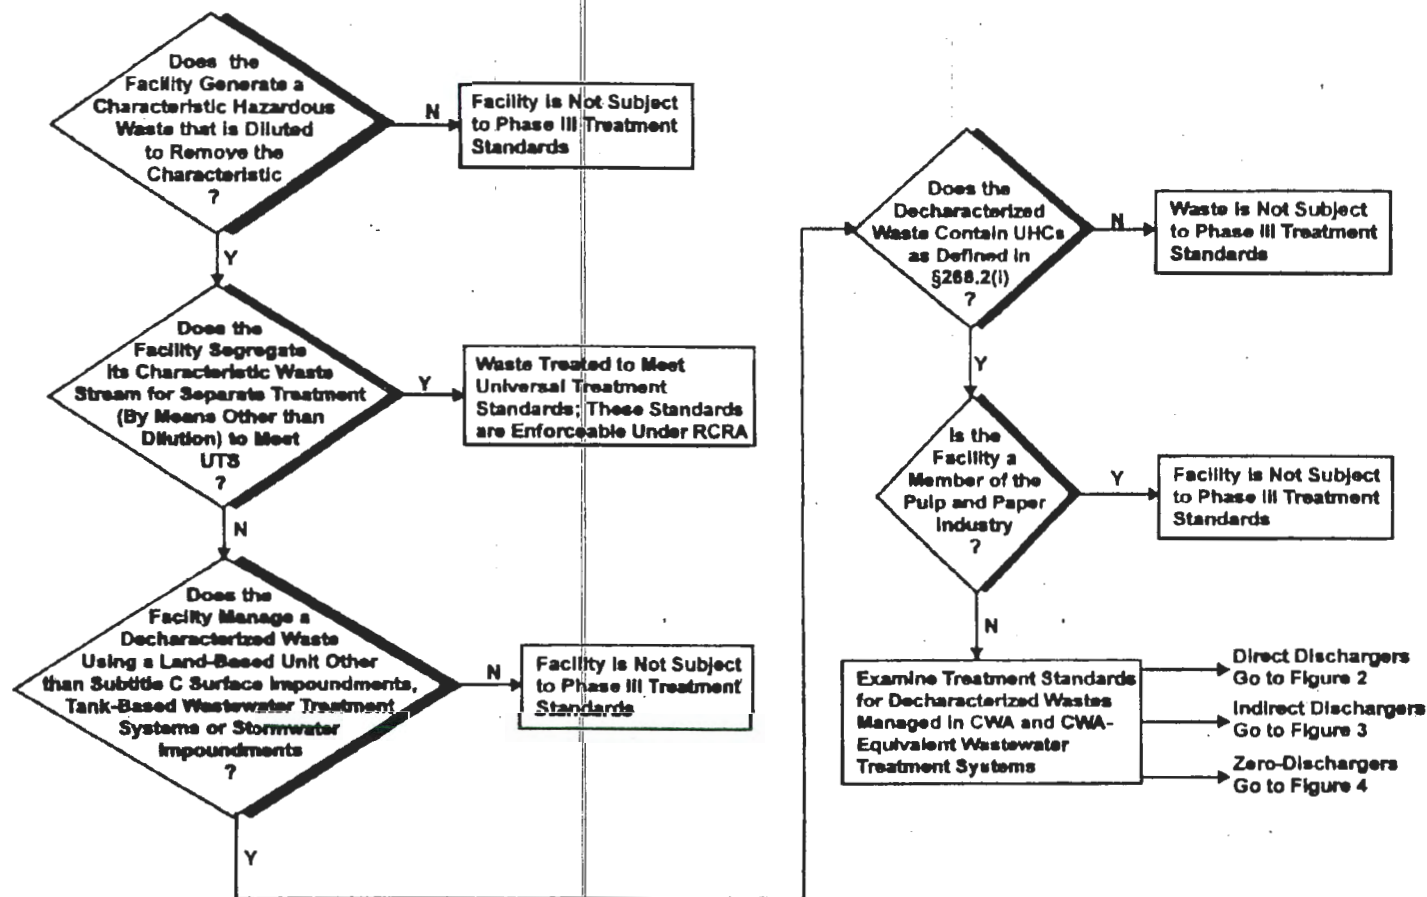 Does the
Facility Generate a
Characteristic Hazardous
Waste that is Diluted
to Remove the
Characteristic
?
N
Facility is Not Subject
to Phase III Treatment
Standards
Y
Does the
Facility Segregate
its Characteristic Waste
Stream for Separate Treatment
(By Means Other than
Dilution) to Meet
UTS
?
Y
Waste Treated to Meet
Universal Treatment
Standards; These Standards
are Enforceable Under RCRA
N
Does the
Facility Manage a
Decharacterized Waste
Using a Land-Based Unit Other
than Subtitle C Surface Impoundments,
Tank-Based Wastewater Treatment
Systems or Stormwater
Impoundments
?
N
Facility is Not Subject
to Phase III Treatment
Standards
Y
Does the
Decharacterized
Waste Contain UHCs
as Defined in
§268.2(i)
?
N
Waste is Not Subject
to Phase III Treatment
Standards
Y
Is the
Facility a
Member of the
Pulp and Paper
Industry
?
Y
Facility is Not Subject
to Phase III Treatment
Standards
N
Examine Treatment Standards
for Decharacterized Wastes
Managed in CWA and CWA-
Equivalent Wastewater
Treatment Systems
Direct Dischargers
Go to Figure 2
Indirect Dischargers
Go to Figure 3
Zero-Dischargers
Go to Figure 4